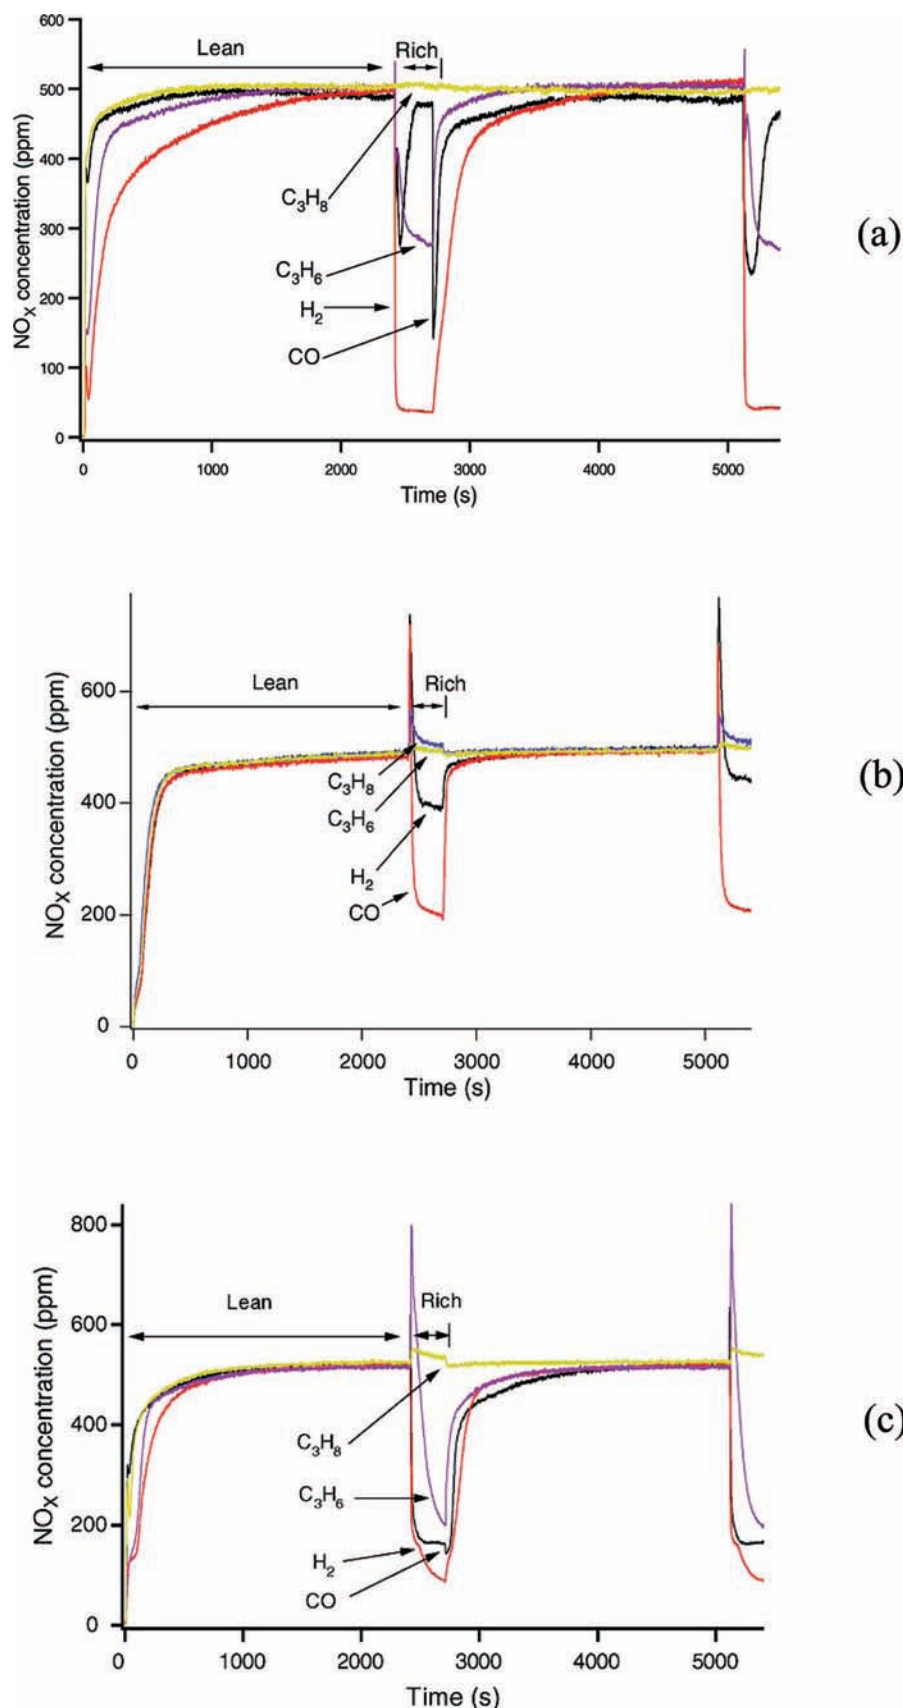 600
Lean
Rich
500
400
300
200
100
0
C3H8
C3H6
H2
CO
NOX concentration (ppm)
0 1000 2000 3000 4000 5000
Time (s)
(a)
600
400
200
0
Lean
Rich
C3H8
C3H6
H2
CO
NOX concentration (ppm)
0 1000 2000 3000 4000 5000
Time (s)
(b)
800
600
400
200
0
Lean
Rich
C3H8
C3H6
H2
CO
NOX concentration (ppm)
0 1000 2000 3000 4000 5000
Time (s)
(c)